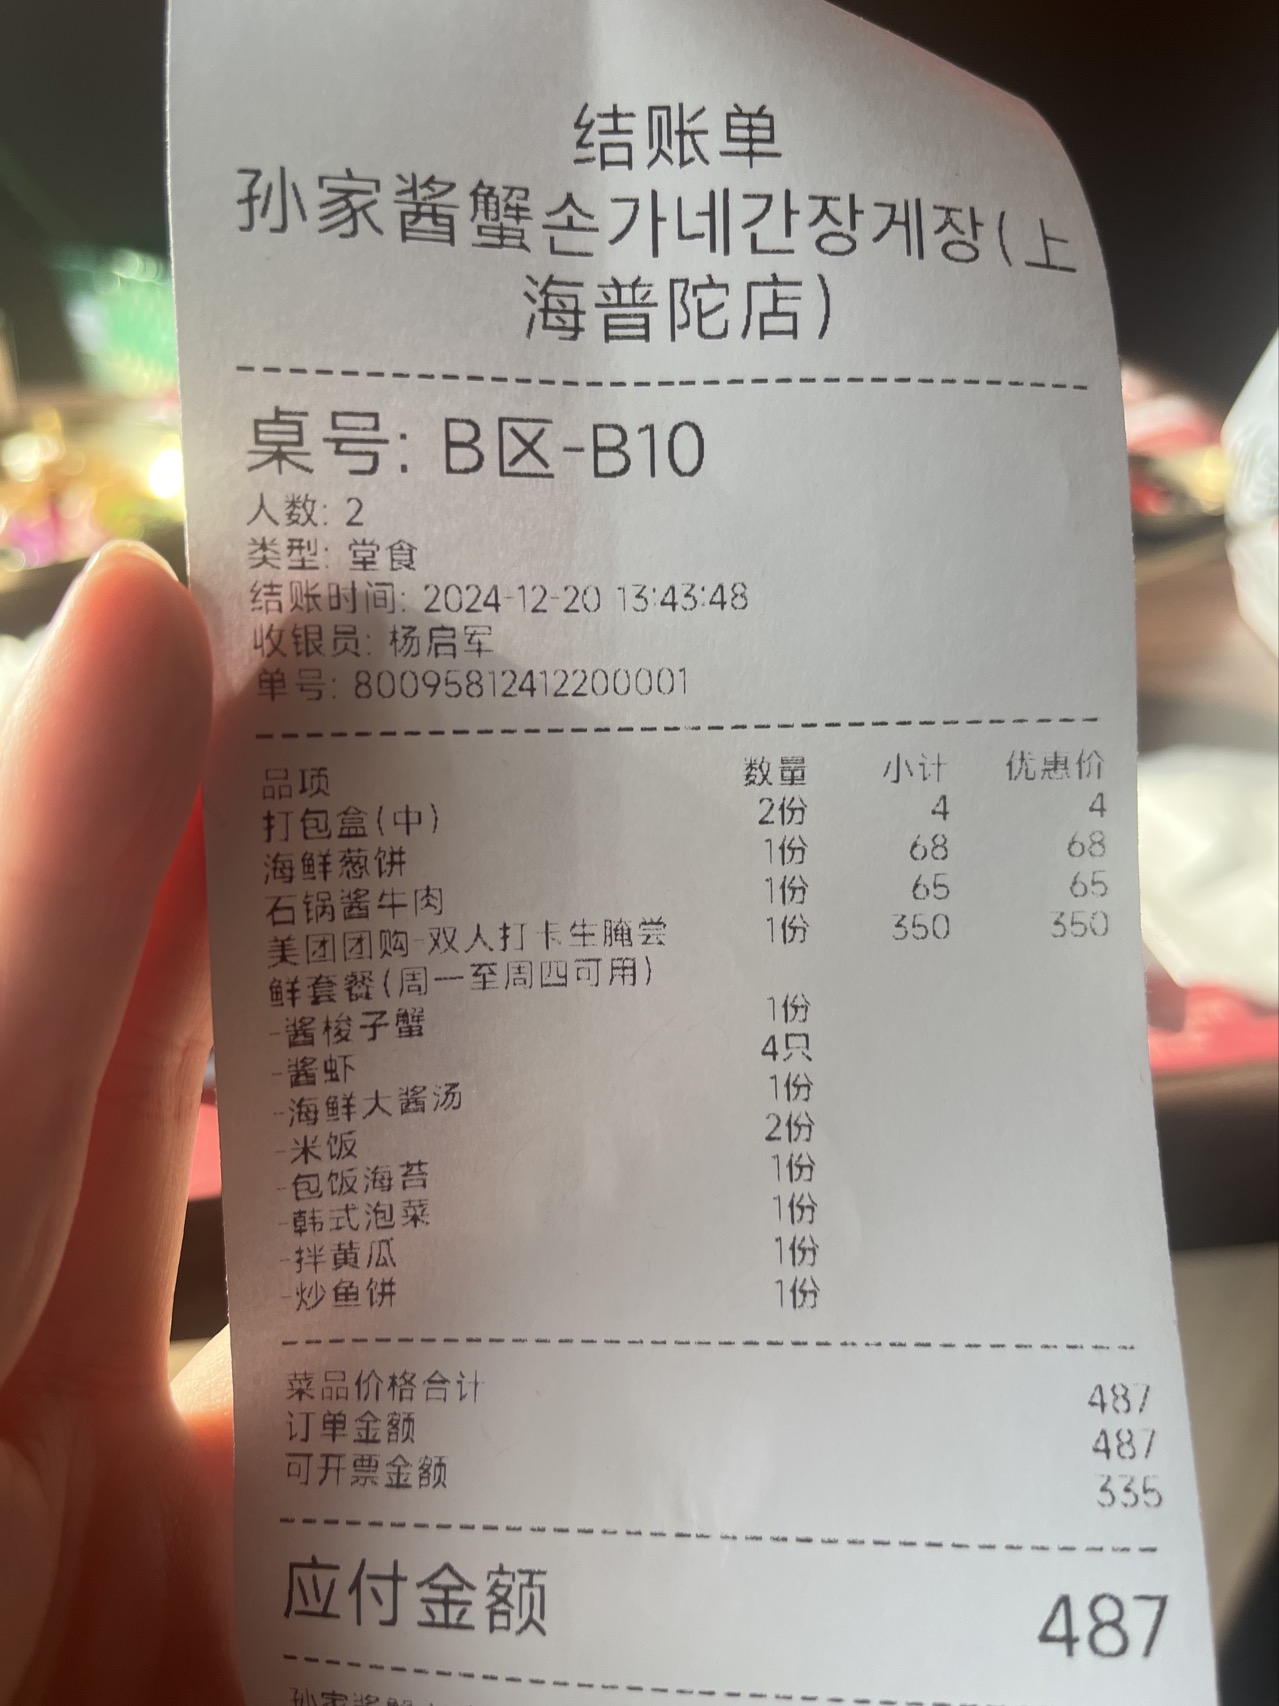 结账单
孙家酱蟹손가네간장게장(上
海普陀店)
桌号: B区-B10
人数: 2
类型: 堂食
结账时间: 2024-12-20 13:43:48
收银员: 杨启军
单号: 80095812412200001
品项 数量 小计 优惠价
打包盒(中) 2份 4 4
海鲜葱饼 1份 68 68
石锅酱牛肉 1份 65 65
美团团购-双人打卡生腌尝 1份 350 350
鲜套餐(周一至周四可用)
-酱梭子蟹 1份
-酱虾 4只
-海鲜大酱汤 1份
-米饭 2份
-包饭海苔 1份
-韩式泡菜 1份
-拌黄瓜 1份
-炒鱼饼 1份
菜品价格合计 487
订单金额 487
可开票金额 335
应付金额 487
孙家酱蟹